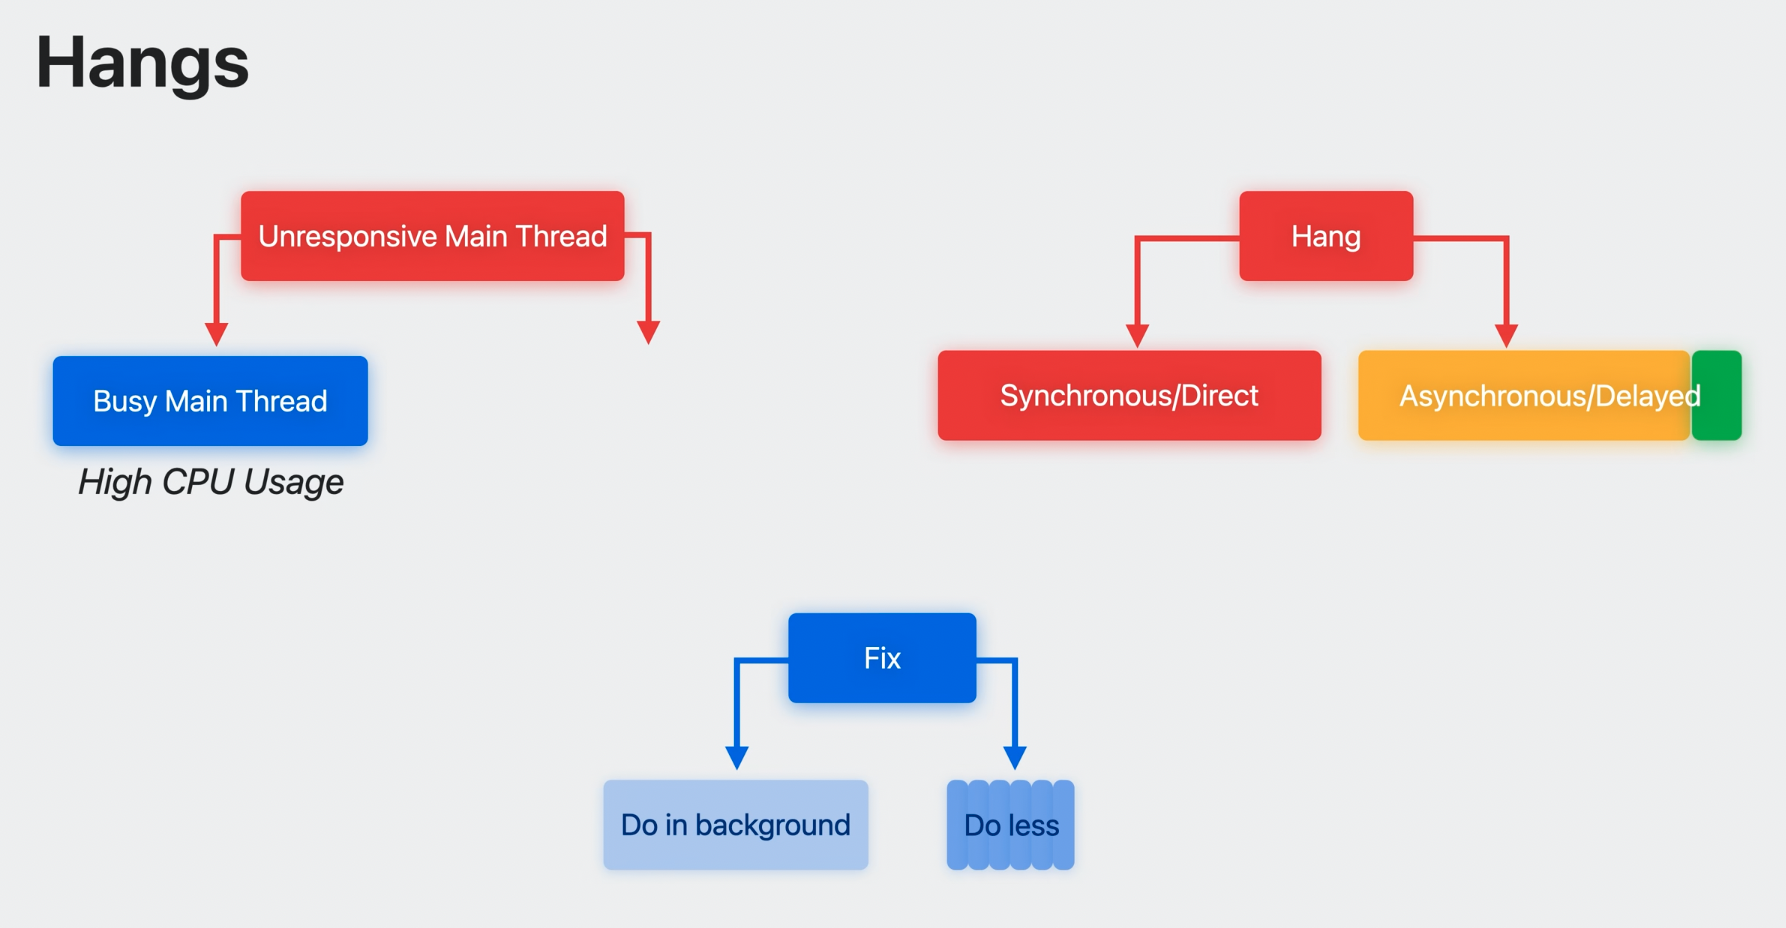 Hangs
Unresponsive Main Thread
Hang
Busy Main Thread
High CPU Usage
Synchronous/Direct
Asynchronous/Delayed
Fix
Do in background
Do less